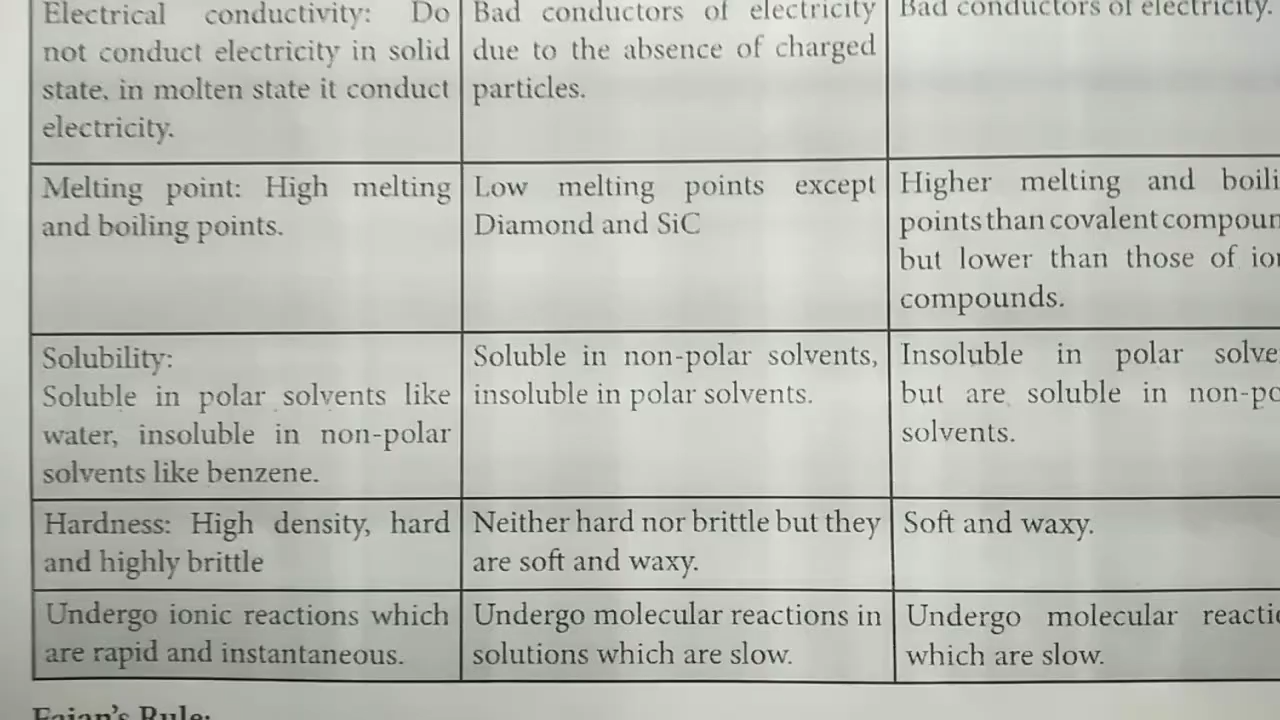 Electrical conductivity: Do
not conduct electricity in solid
state, in molten state it conduct
electricity.
Bad conductors of electricity
due to the absence of charged
particles.
Bad conductors of electricity.
Melting point: High melting
and boiling points.
Low melting points except
Diamond and SiC
Higher melting and boili
points than covalent compoun
but lower than those of ion
compounds.
Solubility:
Soluble in polar solvents like
water, insoluble in non-polar
solvents like benzene.
Soluble in non-polar solvents,
insoluble in polar solvents.
Insoluble in polar solve
but are soluble in non-po
solvents.
Hardness: High density, hard
and highly brittle
Neither hard nor brittle but they
are soft and waxy.
Soft and waxy.
Undergo ionic reactions which
are rapid and instantaneous.
Undergo molecular reactions in
solutions which are slow.
Undergo molecular reactio
which are slow.
Fajan's Rule: